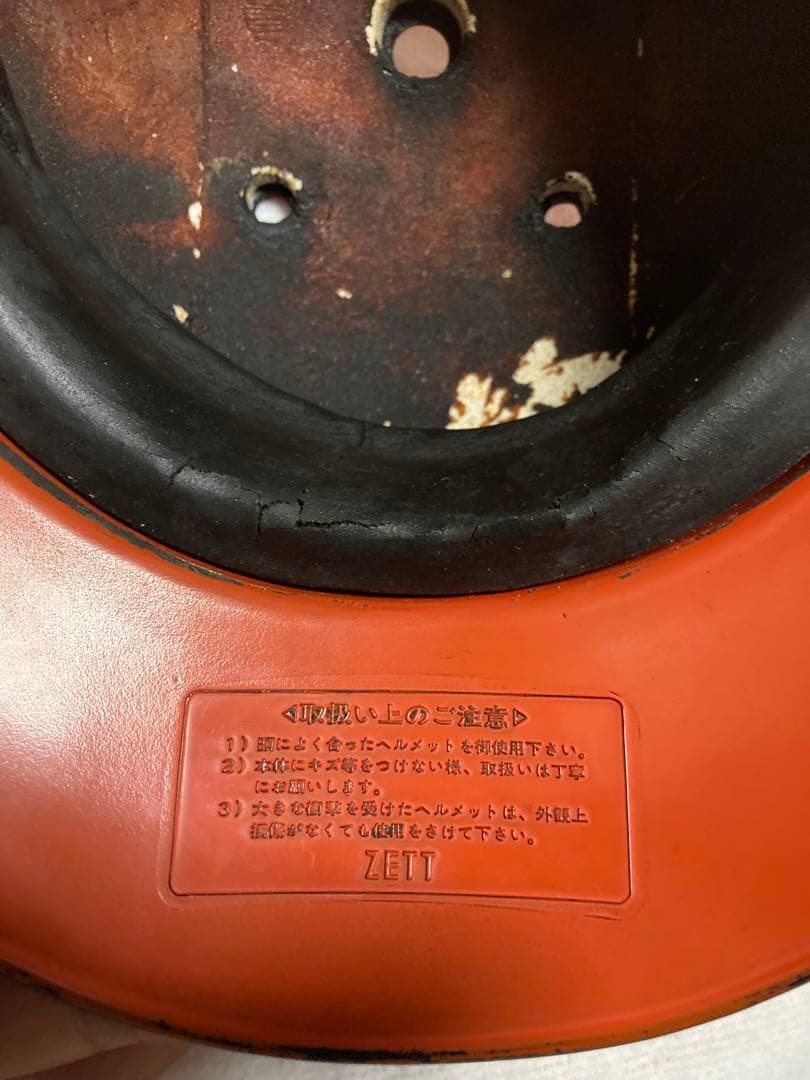 ◁取扱い上のご注意▷
1) 頭によく合ったヘルメットを御使用下さい。
2) 本体にキズ等をつけない様、取扱いは丁寧
にお願いします。
3) 大きな衝撃を受けたヘルメットは、外観上
損傷がなくても使用をさけて下さい。
ZETT